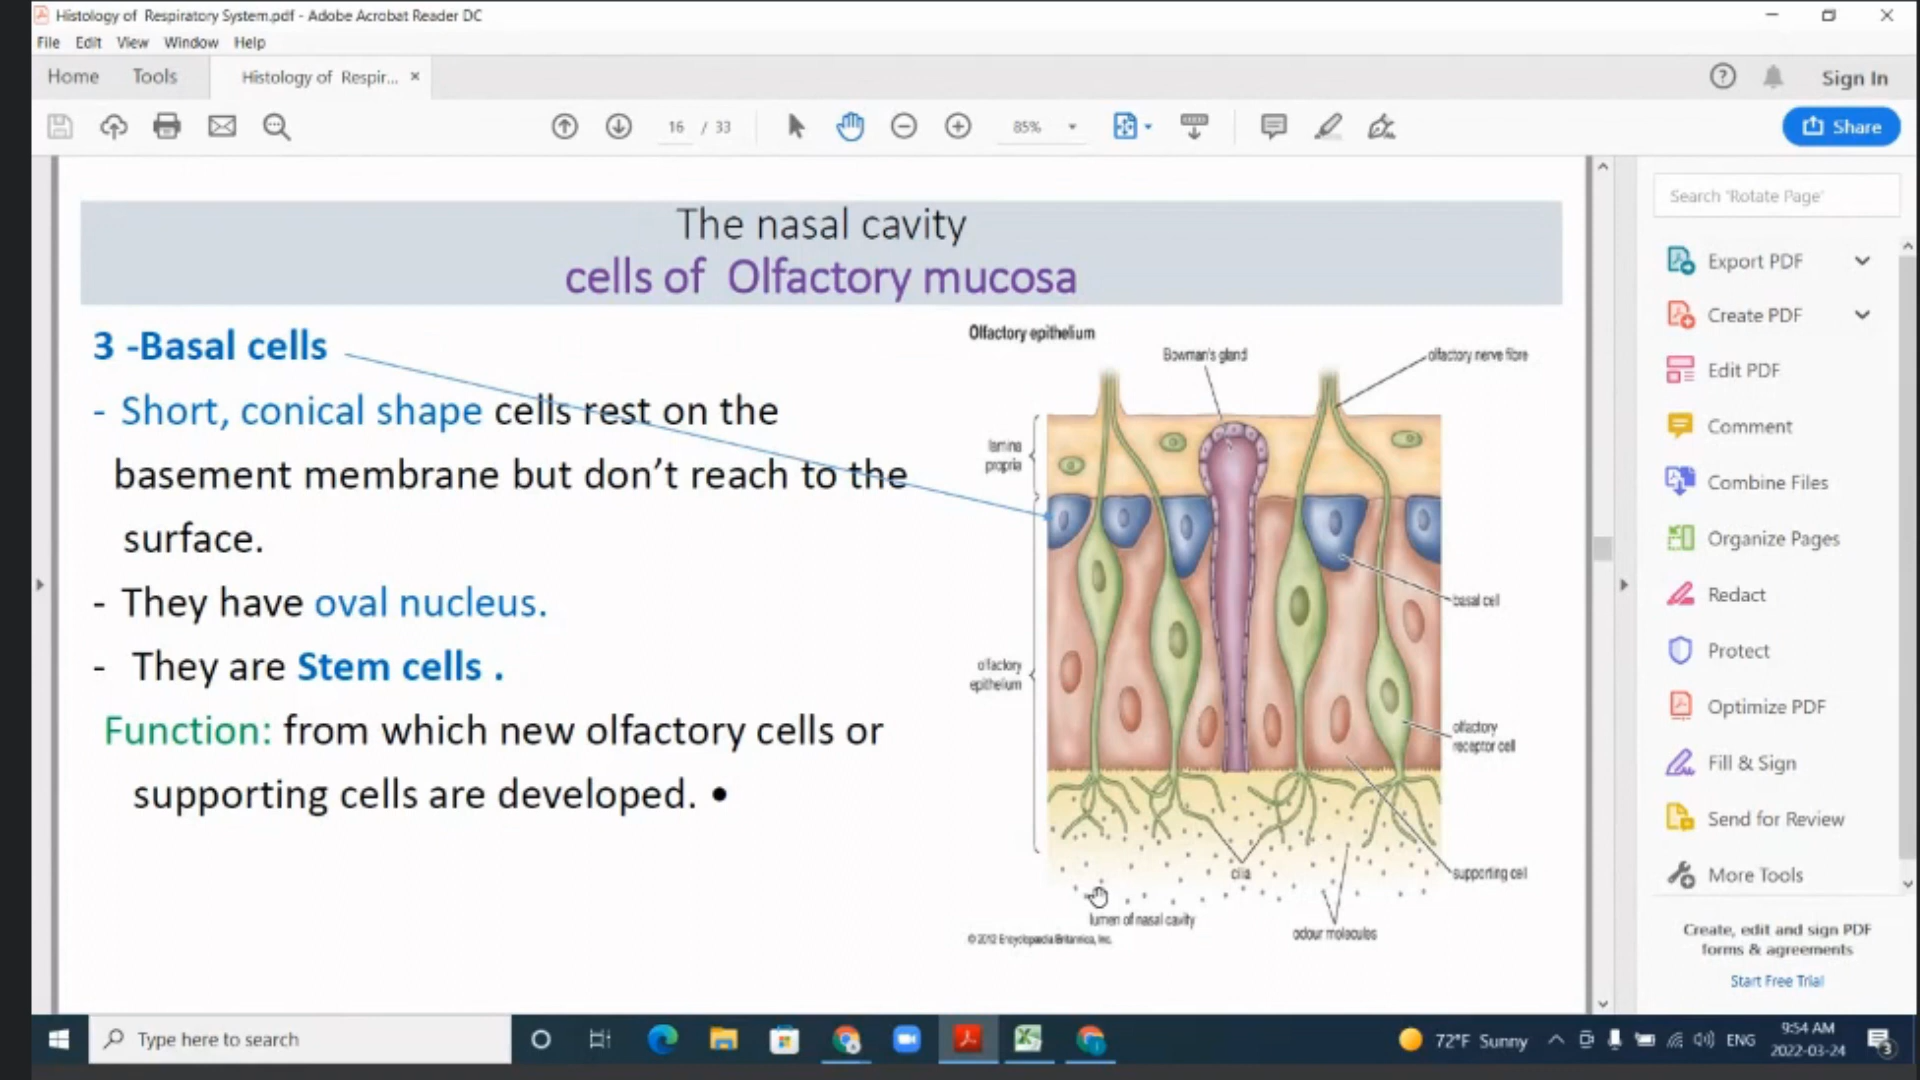 Histology of Respiratory System.pdf - Adobe Acrobat Reader DC
File Edit View Window Help
Home Tools Histology of Respir... ×
? Sign In
16 / 33 85% Share
Search 'Rotate Page'
Export PDF
Create PDF
Edit PDF
Comment
Combine Files
Organize Pages
Redact
Protect
Optimize PDF
Fill & Sign
Send for Review
More Tools
Create, edit and sign PDF
forms & agreements
Start Free Trial
The nasal cavity
cells of Olfactory mucosa
3 -Basal cells
- Short, conical shape cells rest on the
basement membrane but don’t reach to the
surface.
- They have oval nucleus.
- They are Stem cells .
Function: from which new olfactory cells or
supporting cells are developed. •
Olfactory epithelium
Bowman's gland
olfactory nerve fibre
lamina
propria
basal cell
olfactory
epithelium
olfactory
receptor cell
cilia
supporting cell
lumen of nasal cavity
odour molecules
© 2012 Encyclopædia Britannica, Inc.
Type here to search
72°F Sunny
ENG
9:54 AM
2022-03-24
3